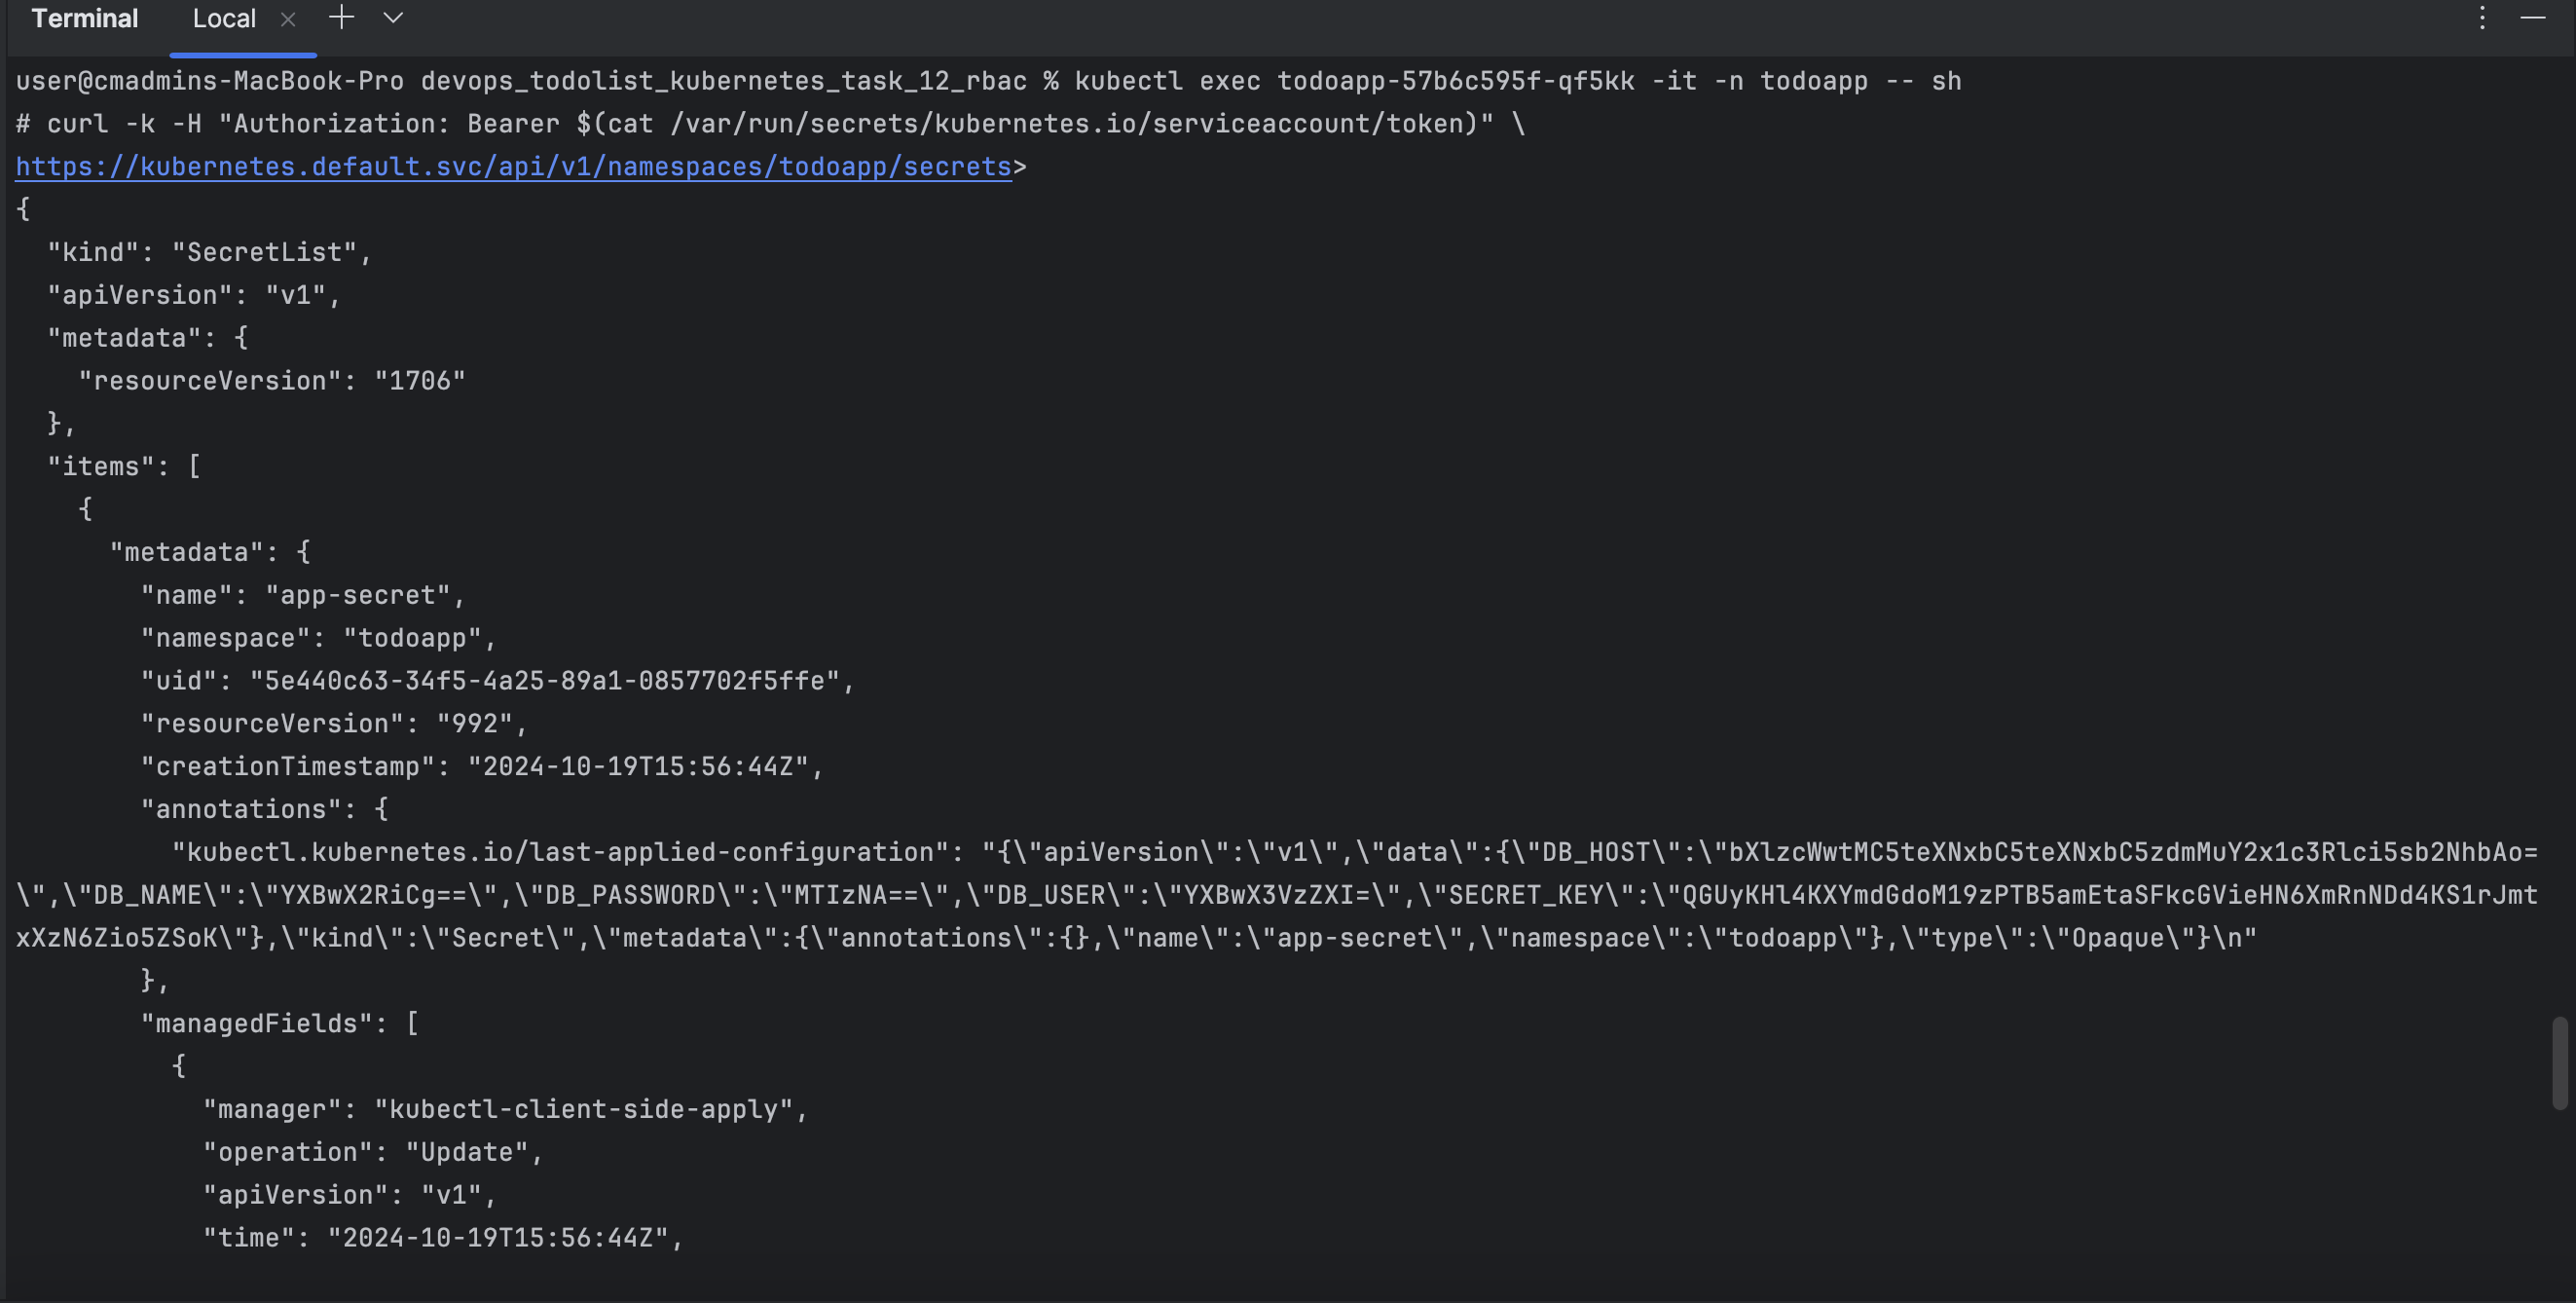 Terminal Local
user@cmadmins-MacBook-Pro devops_todolist_kubernetes_task_12_rbac % kubectl exec todoapp-57b6c595f-qf5kk -it -n todoapp -- sh
# curl -k -H "Authorization: Bearer $(cat /var/run/secrets/kubernetes.io/serviceaccount/token)" \
https://kubernetes.default.svc/api/v1/namespaces/todoapp/secrets>
{
  "kind": "SecretList",
  "apiVersion": "v1",
  "metadata": {
    "resourceVersion": "1706"
  },
  "items": [
    {
      "metadata": {
        "name": "app-secret",
        "namespace": "todoapp",
        "uid": "5e440c63-34f5-4a25-89a1-0857702f5ffe",
        "resourceVersion": "992",
        "creationTimestamp": "2024-10-19T15:56:44Z",
        "annotations": {
          "kubectl.kubernetes.io/last-applied-configuration": "{\"apiVersion\":\"v1\",\"data\":{\"DB_HOST\":\"bXlzcWwtMC5teXNxbC5teXNxbC5zdmMuY2x1c3Rlci5sb2NhbAo=
\",\"DB_NAME\":\"YXBwX2RiCg==\",\"DB_PASSWORD\":\"MTIzNA==\",\"DB_USER\":\"YXBwX3VzZXI=\",\"SECRET_KEY\":\"QGUyKHl4KXYmdGdoM19zPTB5amEtaSFkcGVieHN6XmRnNDd4KS1rJmt
xXzN6Zio5ZSoK\"},\"kind\":\"Secret\",\"metadata\":{\"annotations\":{},\"name\":\"app-secret\",\"namespace\":\"todoapp\"},\"type\":\"Opaque\"}\n"
        },
        "managedFields": [
          {
            "manager": "kubectl-client-side-apply",
            "operation": "Update",
            "apiVersion": "v1",
            "time": "2024-10-19T15:56:44Z",